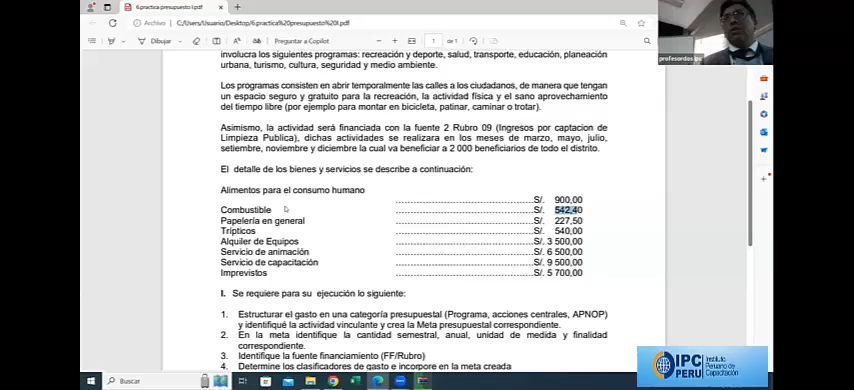 6.practica presupuesto I.pdf
Archivo | C:/Users/Usuario/Desktop/6.practica%20presupuesto%20I.pdf
Dibujar
Preguntar a Copilot
1 de 1
involucra los siguientes programas: recreación y deporte, salud, transporte, educación, planeación
urbana, turismo, cultura, seguridad y medio ambiente.
Los programas consisten en abrir temporalmente las calles a los ciudadanos, de manera que tengan
un espacio seguro y gratuito para la recreación, la actividad física y el sano aprovechamiento
del tiempo libre (por ejemplo para montar en bicicleta, patinar, caminar o trotar).
Asimismo, la actividad será financiada con la fuente 2 Rubro 09 (Ingresos por captacion de
Limpieza Publica), dichas actividades se realizara en los meses de marzo, mayo, julio,
setiembre, noviembre y diciembre la cual va beneficiar a 2 000 beneficiarios de todo el distrito.
El detalle de los bienes y servicios se describe a continuación:
Alimentos para el consumo humano
S/. 900,00
Combustible S/. 542,40
Papelería en general S/. 227,50
Trípticos S/. 540,00
Alquiler de Equipos S/. 3 500,00
Servicio de animación S/. 6 500,00
Servicio de capacitación S/. 9 500,00
Imprevistos S/. 5 700,00
I. Se requiere para su ejecución lo siguiente:
1. Estructurar el gasto en una categoría presupuestal (Programa, acciones centrales, APNOP)
y identifiqué la actividad vinculante y crea la Meta presupuestal correspondiente.
2. En la meta identifique la cantidad semestral, anual, unidad de medida y finalidad
correspondiente.
3. Identifique la fuente financiamiento (FF/Rubro)
4. Determine los clasificadores de gasto e incorpore en la meta creada
Buscar
IPC
PERU
Instituto
Peruano de
Capacitación